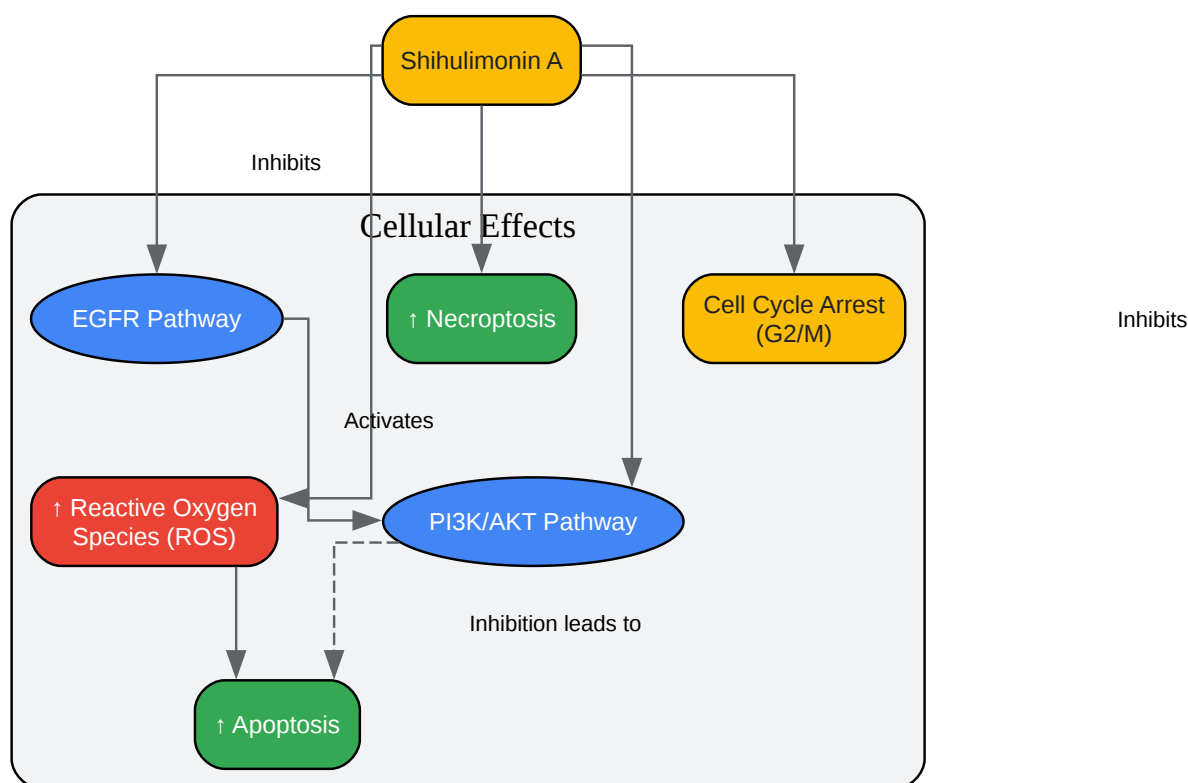 Shihulimonin A
Inhibits
Cellular Effects
EGFR Pathway
↑ Necroptosis
Cell Cycle Arrest
(G2/M)
Inhibits
Activates
↑ Reactive Oxygen
Species (ROS)
PI3K/AKT Pathway
Inhibition leads to
↑ Apoptosis